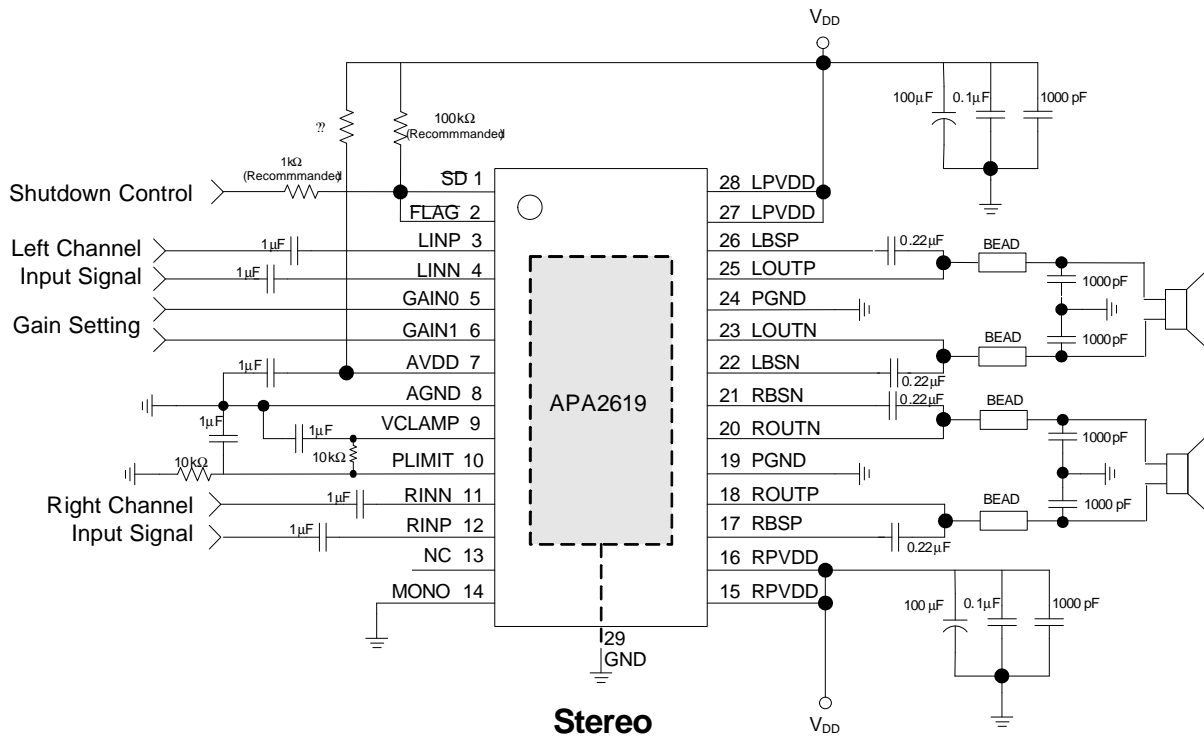 VDD
100µF 0.1µF 1000 pF
⁇
100kΩ
(Recommmanded)
1kΩ
(Recommmanded)
Shutdown Control
SD 1
FLAG 2
Left Channel
Input Signal
1µF
LINP 3
1µF
LINN 4
GAIN0 5
Gain Setting
GAIN1 6
1µF
AVDD 7
AGND 8
1µF
1µF
VCLAMP 9
10kΩ
10kΩ
PLIMIT 10
Right Channel
Input Signal
1µF
RINN 11
1µF
RINP 12
NC 13
MONO 14
APA2619
29
GND
28 LPVDD
27 LPVDD
26 LBSP
0.22µF
BEAD
25 LOUTP
1000pF
24 PGND
23 LOUTN
1000pF
BEAD
22 LBSN
0.22µF
21 RBSN
0.22µF
BEAD
20 ROUTN
1000pF
19 PGND
18 ROUTP
1000 pF
BEAD
17 RBSP
0.22µF
16 RPVDD
15 RPVDD
100 µF 0.1µF 1000 pF
VDD
Stereo